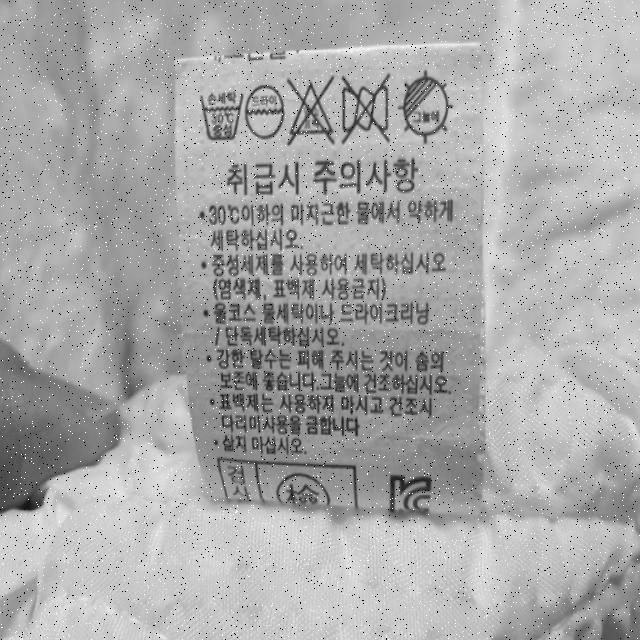 손세탁 드라이
30℃ 그늘에
중성
취급시 주의사항
• 30℃이하의 미지근한 물에서 약하게
세탁하십시오.
• 중성세제를 사용하여 세탁하십시오
(염색제, 표백제 사용금지)
• 울코스 물세탁이나 드라이크리닝
/ 단독세탁하십시오.
• 강한 탈수는 피해 주시는 것이 솜의
보존에 좋습니다.그늘에 건조하십시오.
• 표백제는 사용하지 마시고 건조시
다리미사용을 금합니다
• 삶지 마십시오.
검